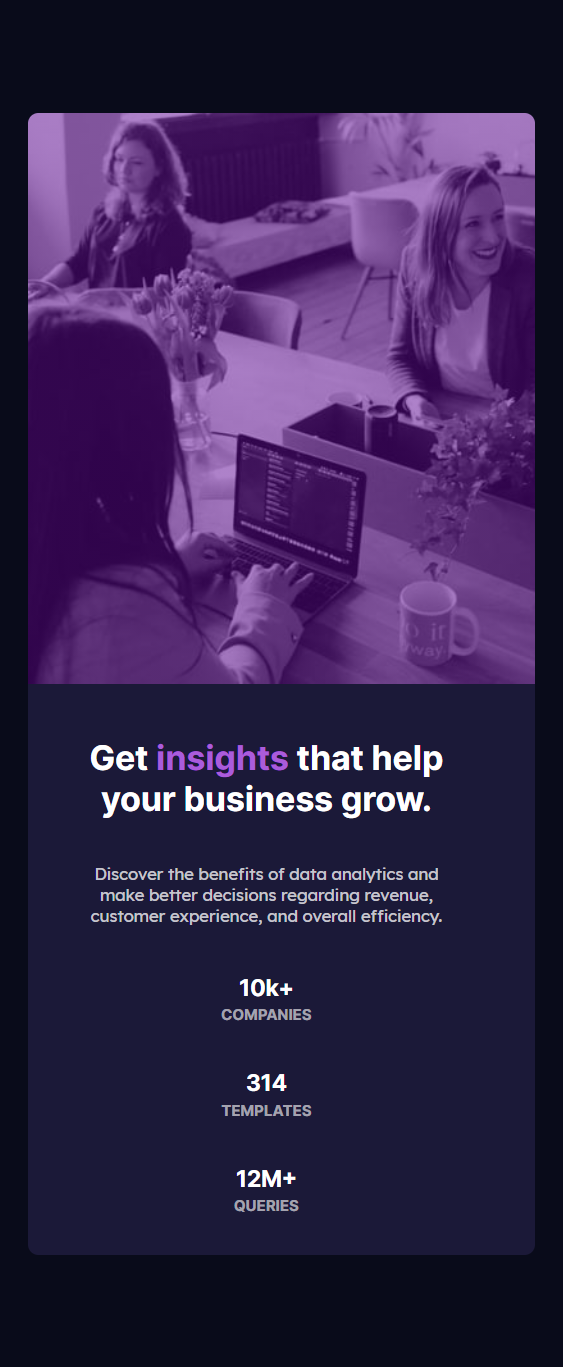 Get insights that help
your business grow.
Discover the benefits of data analytics and
make better decisions regarding revenue,
customer experience, and overall efficiency.
10k+
COMPANIES
314
TEMPLATES
12M+
QUERIES